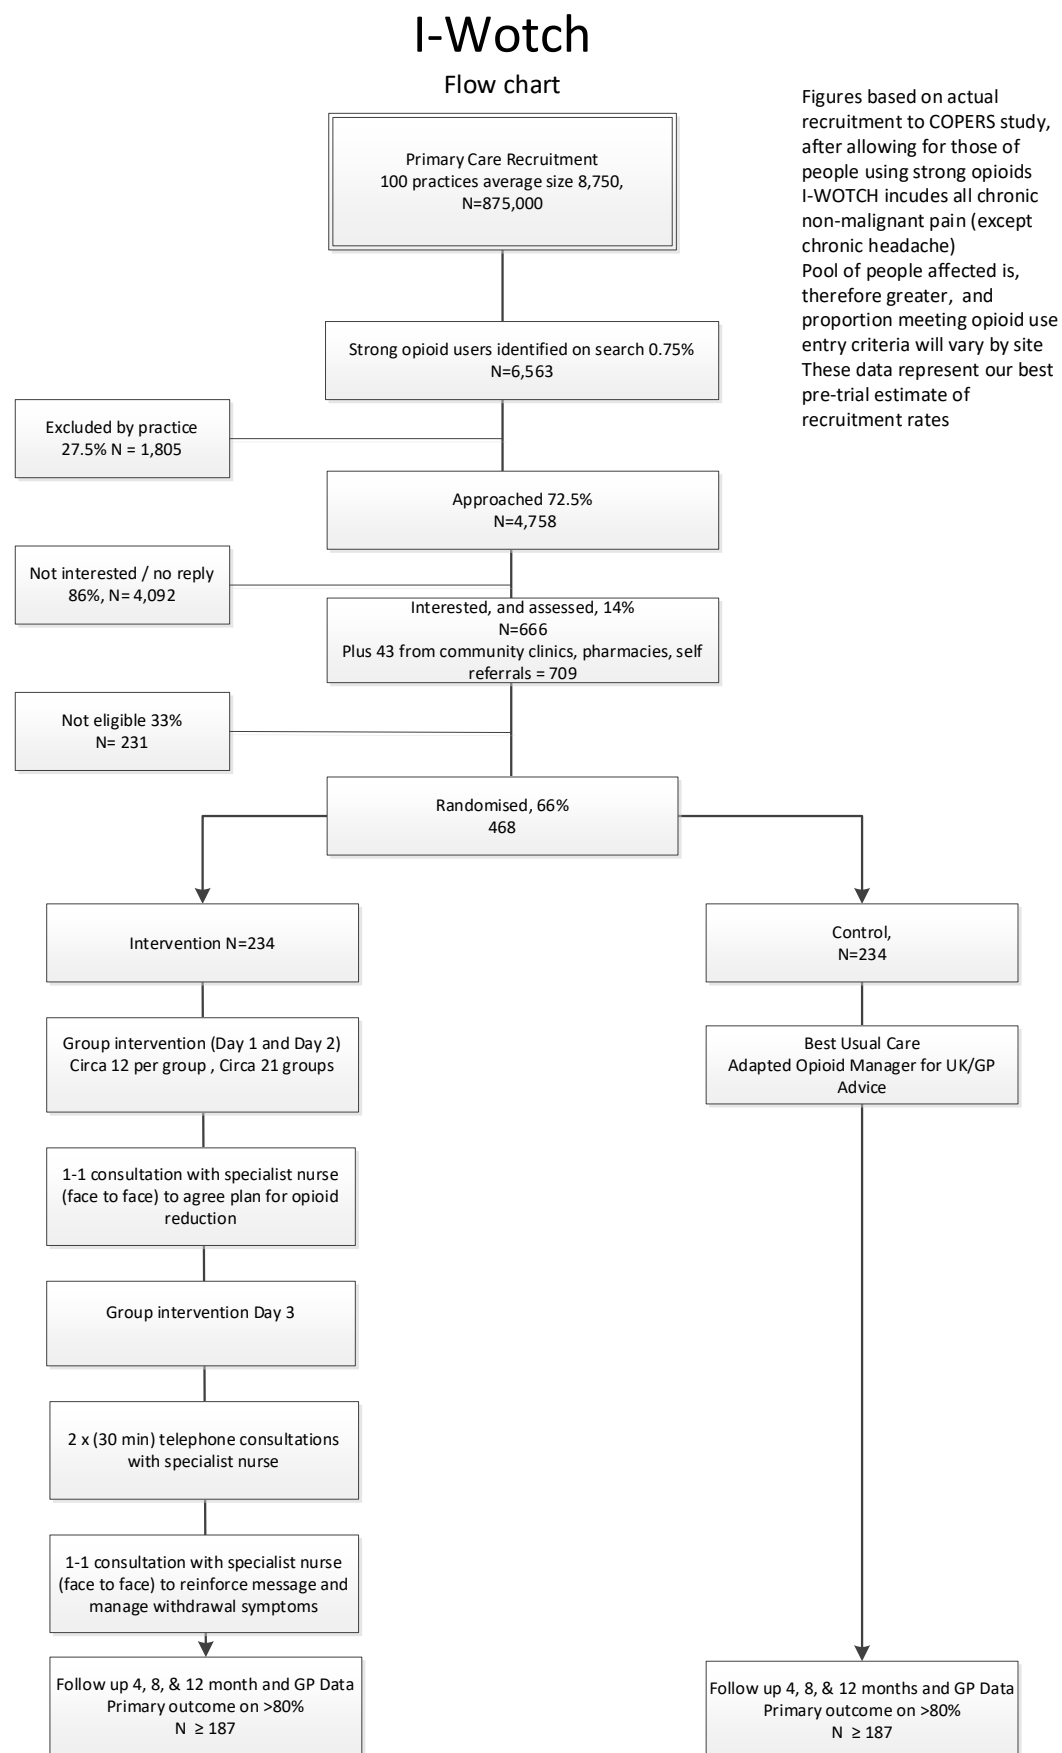 I-Wotch
Flow chart
Figures based on actual
recruitment to COPERS study,
after allowing for those of
people using strong opioids
I-WOTCH incudes all chronic
non-malignant pain (except
chronic headache)
Pool of people affected is,
therefore greater, and
proportion meeting opioid use
entry criteria will vary by site
These data represent our best
pre-trial estimate of
recruitment rates
Primary Care Recruitment
100 practices average size 8,750,
N=875,000
Strong opioid users identified on search 0.75%
N=6,563
Excluded by practice
27.5% N = 1,805
Approached 72.5%
N=4,758
Not interested / no reply
86%, N= 4,092
Interested, and assessed, 14%
N=666
Plus 43 from community clinics, pharmacies, self
referrals = 709
Not eligible 33%
N= 231
Randomised, 66%
468
Intervention N=234
Control,
N=234
Group intervention (Day 1 and Day 2)
Circa 12 per group , Circa 21 groups
Best Usual Care
Adapted Opioid Manager for UK/GP
Advice
1-1 consultation with specialist nurse
(face to face) to agree plan for opioid
reduction
Group intervention Day 3
2 x (30 min) telephone consultations
with specialist nurse
1-1 consultation with specialist nurse
(face to face) to reinforce message and
manage withdrawal symptoms
Follow up 4, 8, & 12 month and GP Data
Primary outcome on >80%
N ≥ 187
Follow up 4, 8, & 12 months and GP Data
Primary outcome on >80%
N ≥ 187